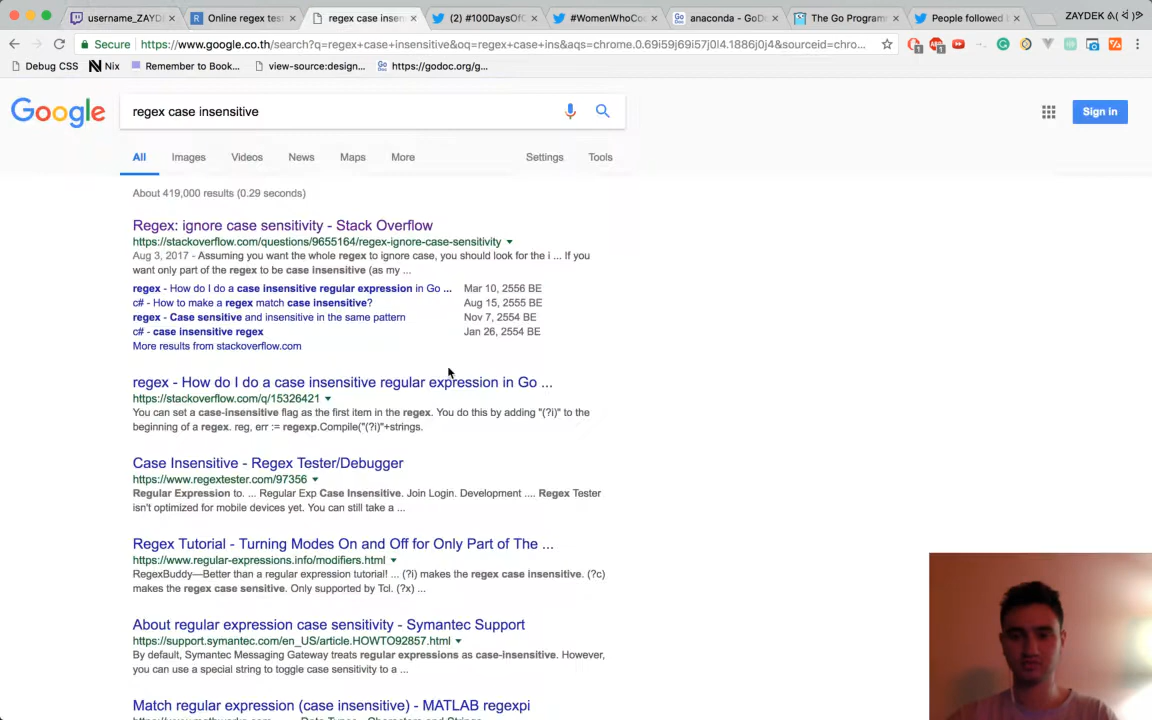 username_ZAYD
Online regex test
regex case insen
(2) #100DaysOfC
#WomenWhoCo
anaconda - GoD
The Go Program
People followed
ZAYDEK
Secure
https://www.google.co.th/search?q=regex+case+insensitive&oq=regex+case+ins&aqs=chrome.0.69i59j69i57j0l4.1886j0j4&sourceid=chro...
Debug CSS
Nix
Remember to Book...
view-source:design...
https://godoc.org/g...
Google
regex case insensitive
Sign in
All Images Videos News Maps More Settings Tools
About 419,000 results (0.29 seconds)
Regex: ignore case sensitivity - Stack Overflow
https://stackoverflow.com/questions/9655164/regex-ignore-case-sensitivity
Aug 3, 2017 - Assuming you want the whole regex to ignore case, you should look for the i ... If you
want only part of the regex to be case insensitive (as my ...
regex - How do I do a case insensitive regular expression in Go ... Mar 10, 2556 BE
c# - How to make a regex match case insensitive? Aug 15, 2555 BE
regex - Case sensitive and insensitive in the same pattern Nov 7, 2554 BE
c# - case insensitive regex Jan 26, 2554 BE
More results from stackoverflow.com
regex - How do I do a case insensitive regular expression in Go ...
https://stackoverflow.com/q/15326421
You can set a case-insensitive flag as the first item in the regex. You do this by adding "(?i)" to the
beginning of a regex. reg, err := regexp.Compile("(?i)"+strings.
Case Insensitive - Regex Tester/Debugger
https://www.regextester.com/97356
Regular Expression to. ... Regular Exp Case Insensitive. Join Login. Development .... Regex Tester
isn't optimized for mobile devices yet. You can still take a ...
Regex Tutorial - Turning Modes On and Off for Only Part of The ...
https://www.regular-expressions.info/modifiers.html
RegexBuddy—Better than a regular expression tutorial! ... (?i) makes the regex case insensitive. (?c)
makes the regex case sensitive. Only supported by Tcl. (?x) ...
About regular expression case sensitivity - Symantec Support
https://support.symantec.com/en_US/article.HOWTO92857.html
By default, Symantec Messaging Gateway treats regular expressions as case-insensitive. However,
you can use a special string to toggle case sensitivity to a ...
Match regular expression (case insensitive) - MATLAB regexpi